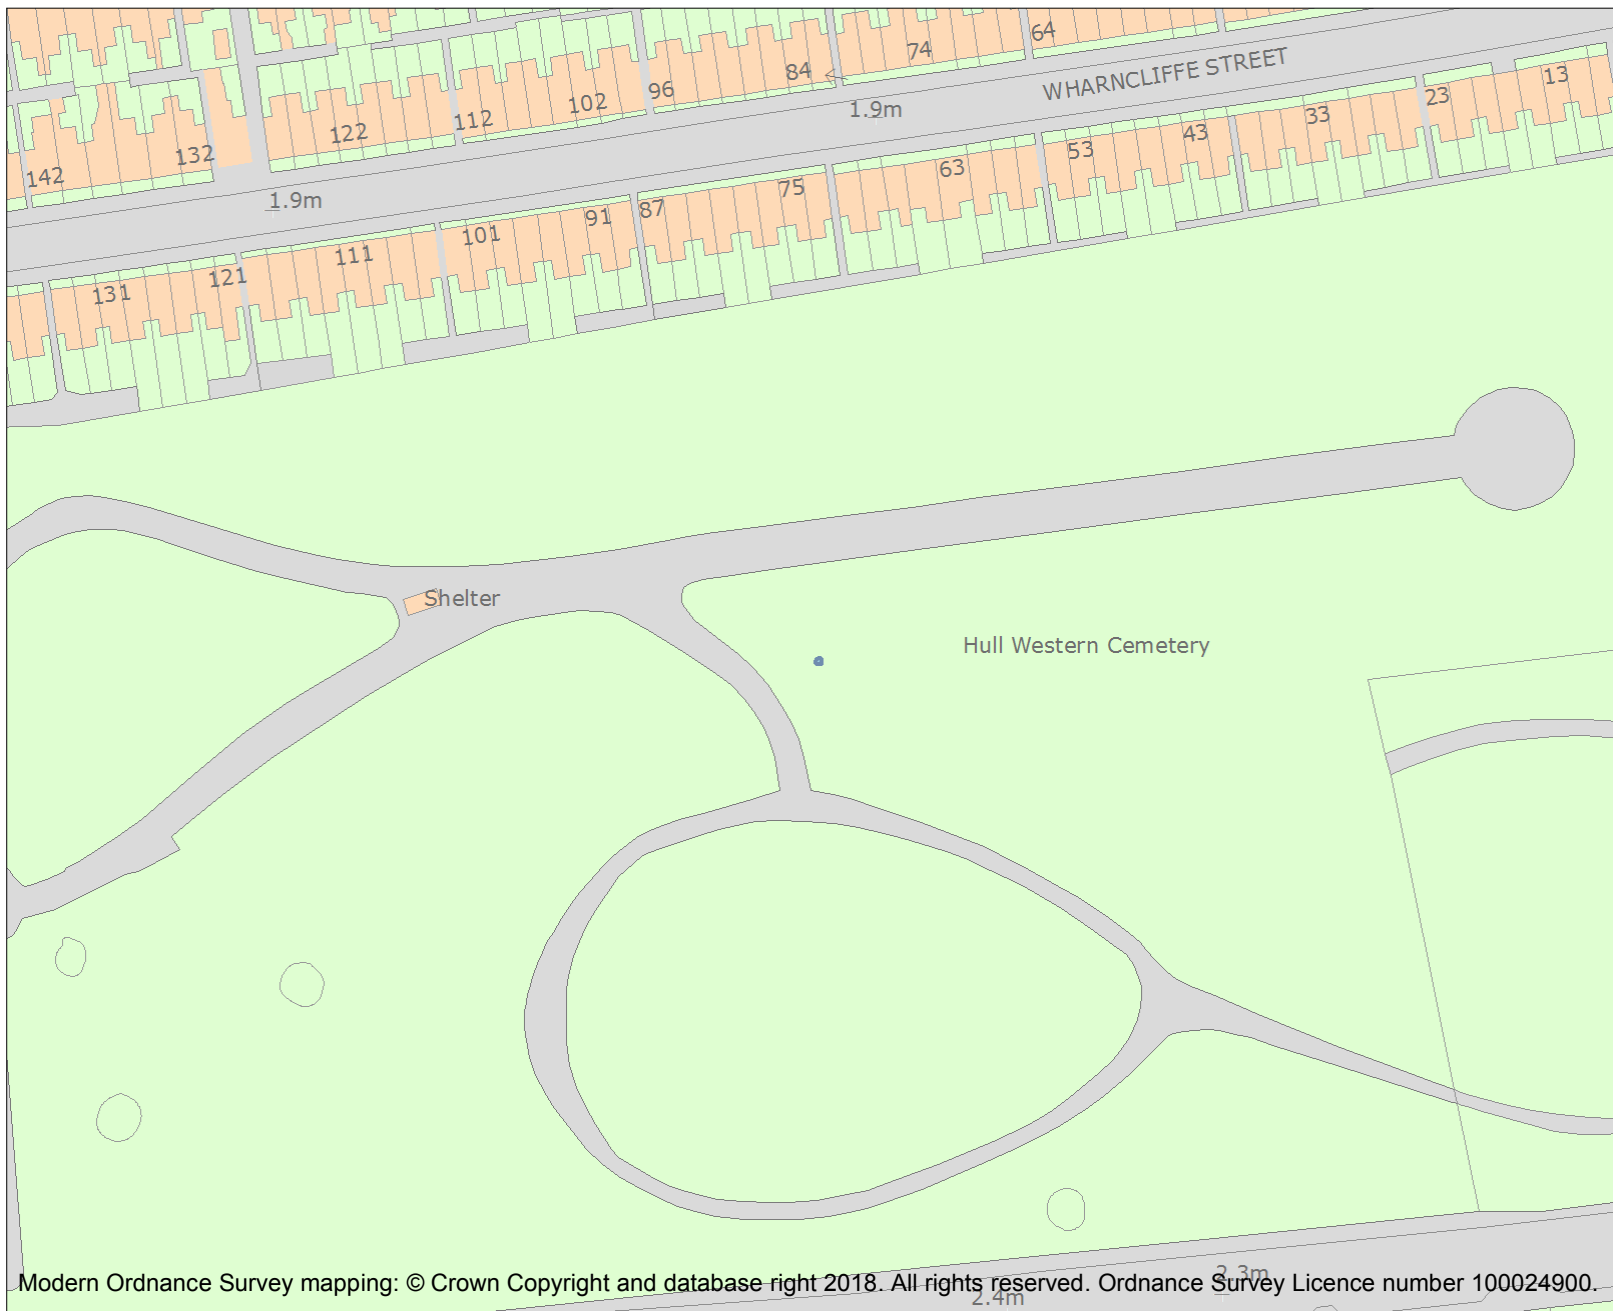 64
74
84
WHARNCLIFFE STREET
13
96
102
1.9m
23
112
33
122
43
132
53
142
63
1.9m
75
87
91
101
111
121
131
Shelter
Hull Western Cemetery
2.3m
Modern Ordnance Survey mapping: © Crown Copyright and database right 2018. All rights reserved. Ordnance Survey Licence number 100024900.
2.4m